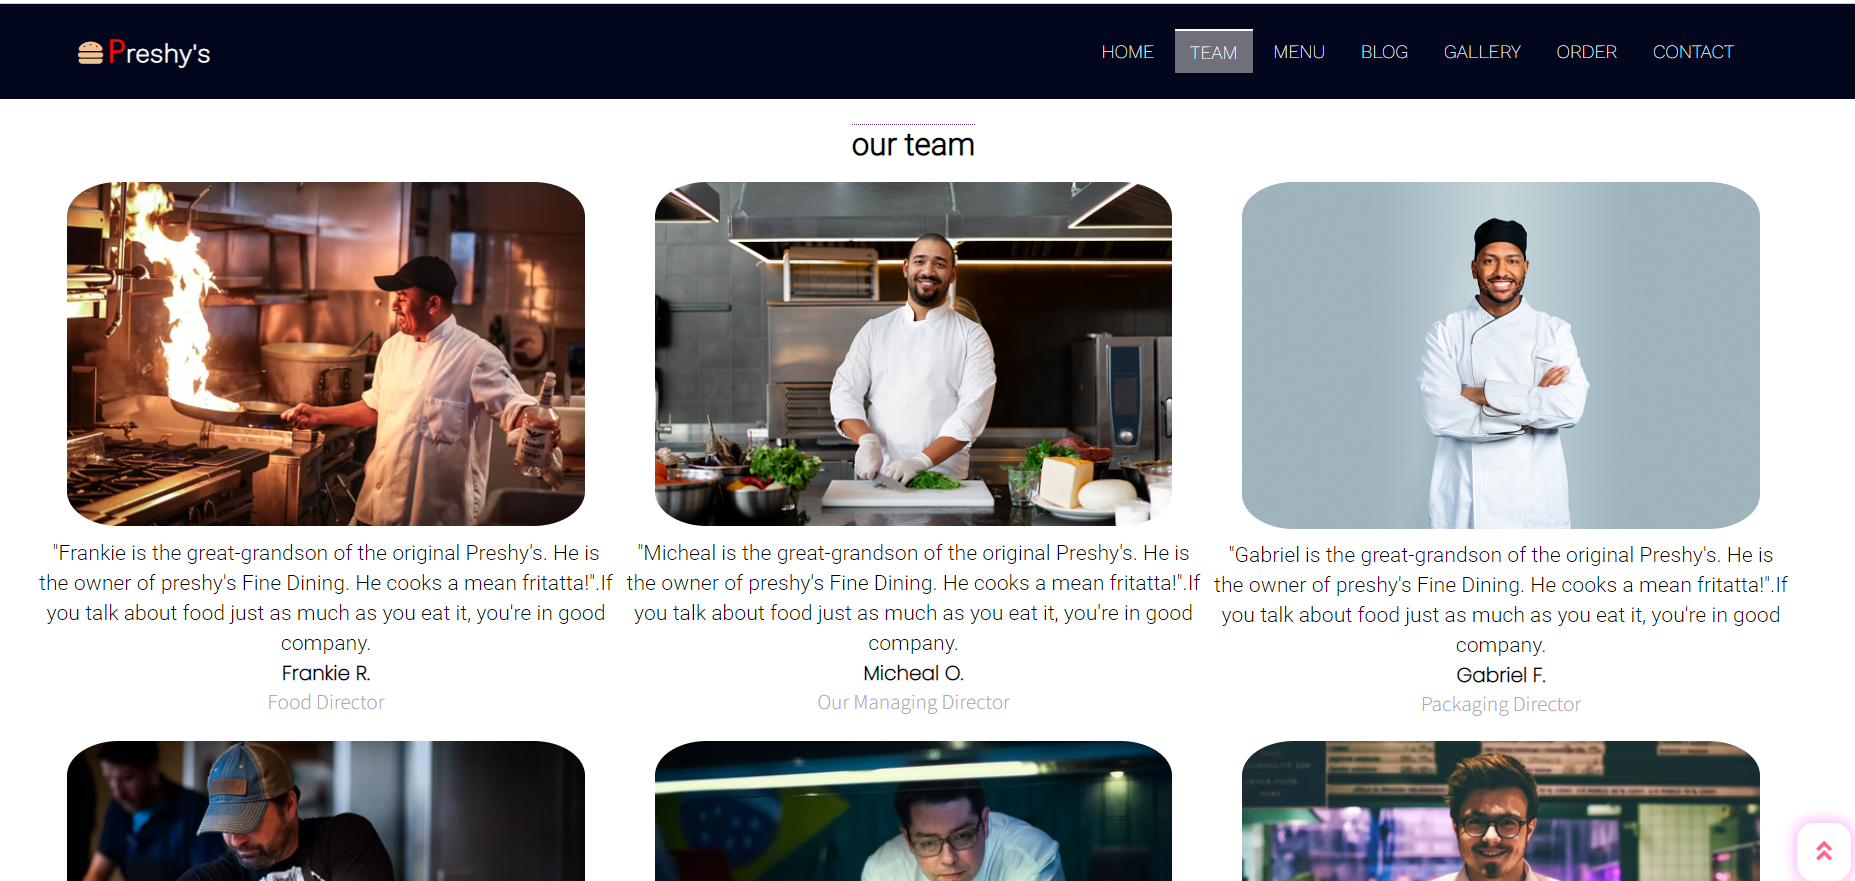 Preshy's
HOME TEAM MENU BLOG GALLERY ORDER CONTACT
our team
"Frankie is the great-grandson of the original Preshy's. He is
the owner of preshy's Fine Dining. He cooks a mean fritatta!".If
you talk about food just as much as you eat it, you're in good
company.
Frankie R.
Food Director
"Micheal is the great-grandson of the original Preshy's. He is
the owner of preshy's Fine Dining. He cooks a mean fritatta!".If
you talk about food just as much as you eat it, you're in good
company.
Micheal O.
Our Managing Director
"Gabriel is the great-grandson of the original Preshy's. He is
the owner of preshy's Fine Dining. He cooks a mean fritatta!".If
you talk about food just as much as you eat it, you're in good
company.
Gabriel F.
Packaging Director